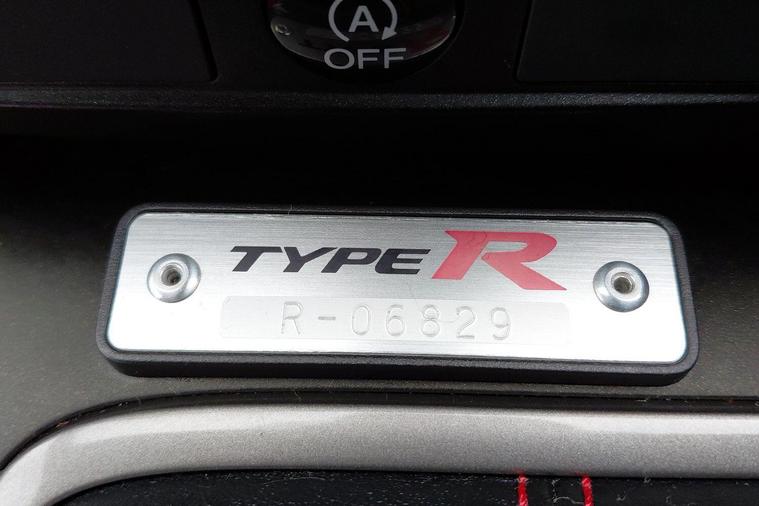 A
OFF
TYPE R
R-06829